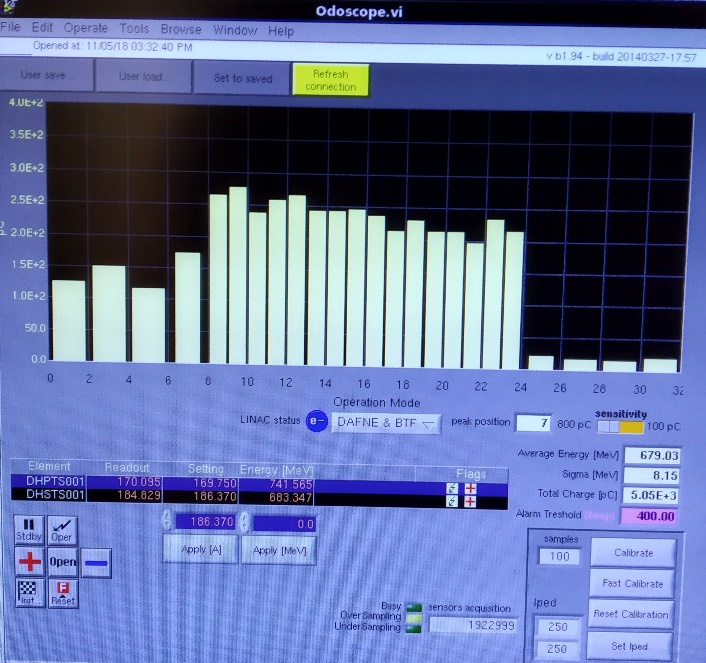 Odoscope.vi
File Edit Operate Tools Browse Window Help
Opened at 11/05/18 03:32:40 PM
v b1.94 - build 20140327-17:57
User save... User load... Set to saved Refresh connection
4.0E+2
3.5E+2
3.0E+2
2.5E+2
2.0E+2
1.5E+2
1.0E+2
50.0
0.0
pC
0 2 4 6 8 10 12 14 16 18 20 22 24 26 28 30 32
Operation Mode
LINAC status e- DAFNE & BTF peak position 7 800 pC sensitivity 100 pC
Average Energy [MeV] 679.03
Sigma [MeV] 8.15
Total Charge [pC] 5.05E+3
Alarm Treshold (beep) 400.00
Element Readout Setting Energy [MeV] Flags
DHPTS001 170.095 169.750 741.565
DHSTS001 184.829 186.370 683.347
186.370 0.0
Apply [A] Apply [MeV]
Stdby Oper
Open
Init... Reset
Busy
OverSampling
UnderSampling
sensors acquisition
1922999
samples
100
Iped
250
250
Calibrate
Fast Calibrate
Reset Calibration
Set Iped